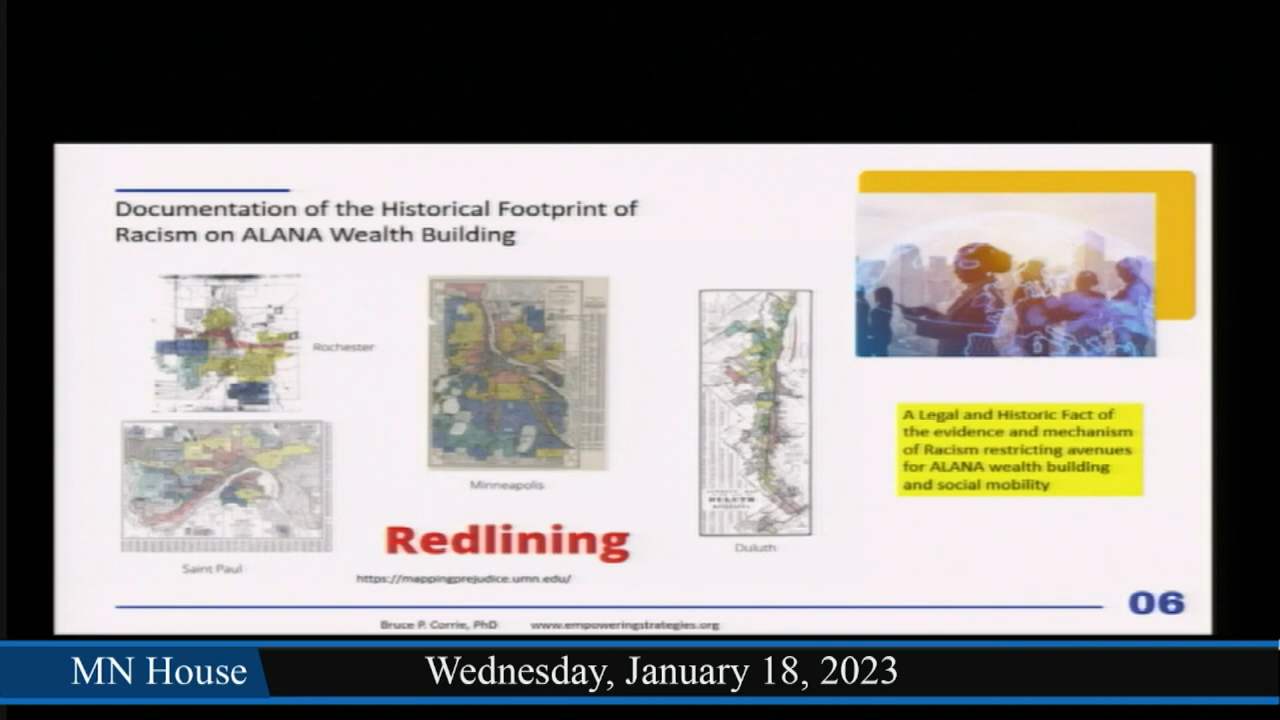 Documentation of the Historical Footprint of
Racism on ALANA Wealth Building
Rochester
Minneapolis
Saint Paul
DULUTH
Duluth
A Legal and Historic Fact of
the evidence and mechanism
of Racism restricting avenues
for ALANA wealth building
and social mobility
Redlining
https://mappingprejudice.umn.edu/
06
Bruce P. Corrie, PhD www.empoweringstrategies.org
MN House
Wednesday, January 18, 2023